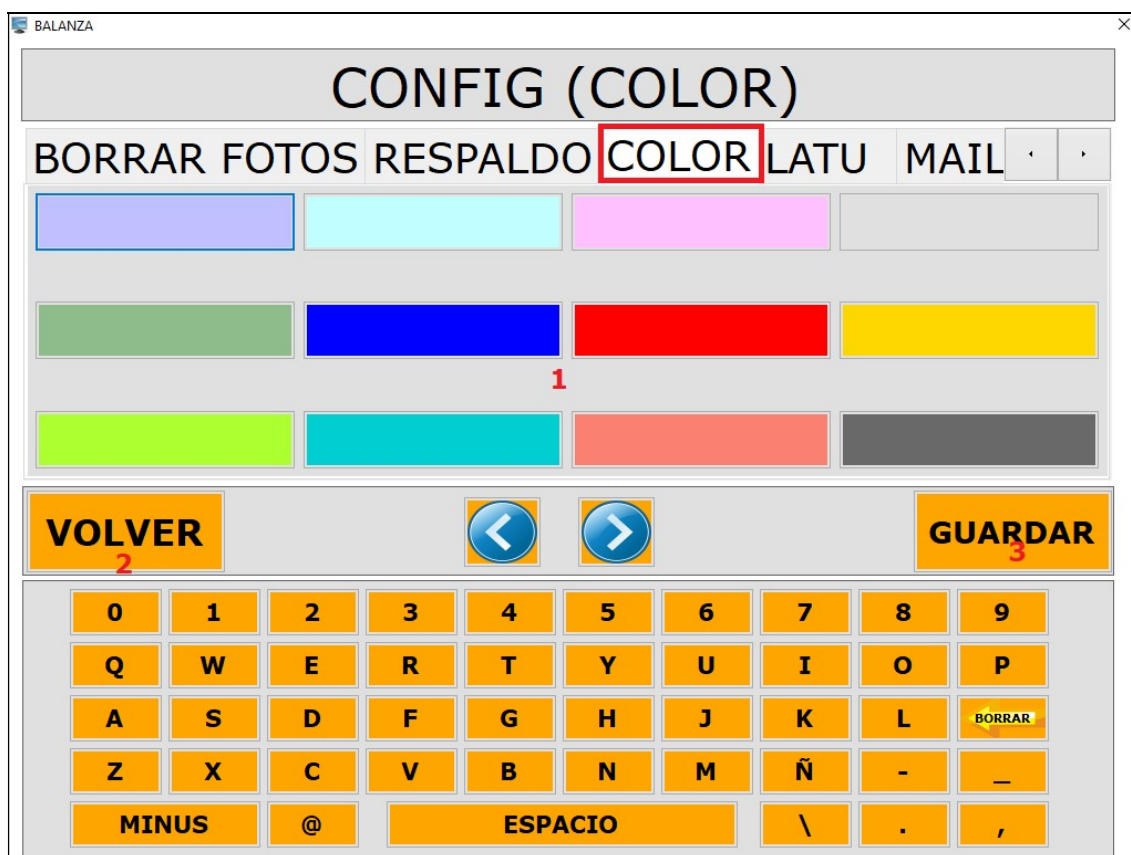 BALANZA
CONFIG (COLOR)
BORRAR FOTOS RESPALDO COLOR LATU MAIL
1
VOLVER GUARDAR
2 3
0 1 2 3 4 5 6 7 8 9
Q W E R T Y U I O P
A S D F G H J K L BORRAR
Z X C V B N M Ñ - _
MINUS @ ESPACIO \ . ,